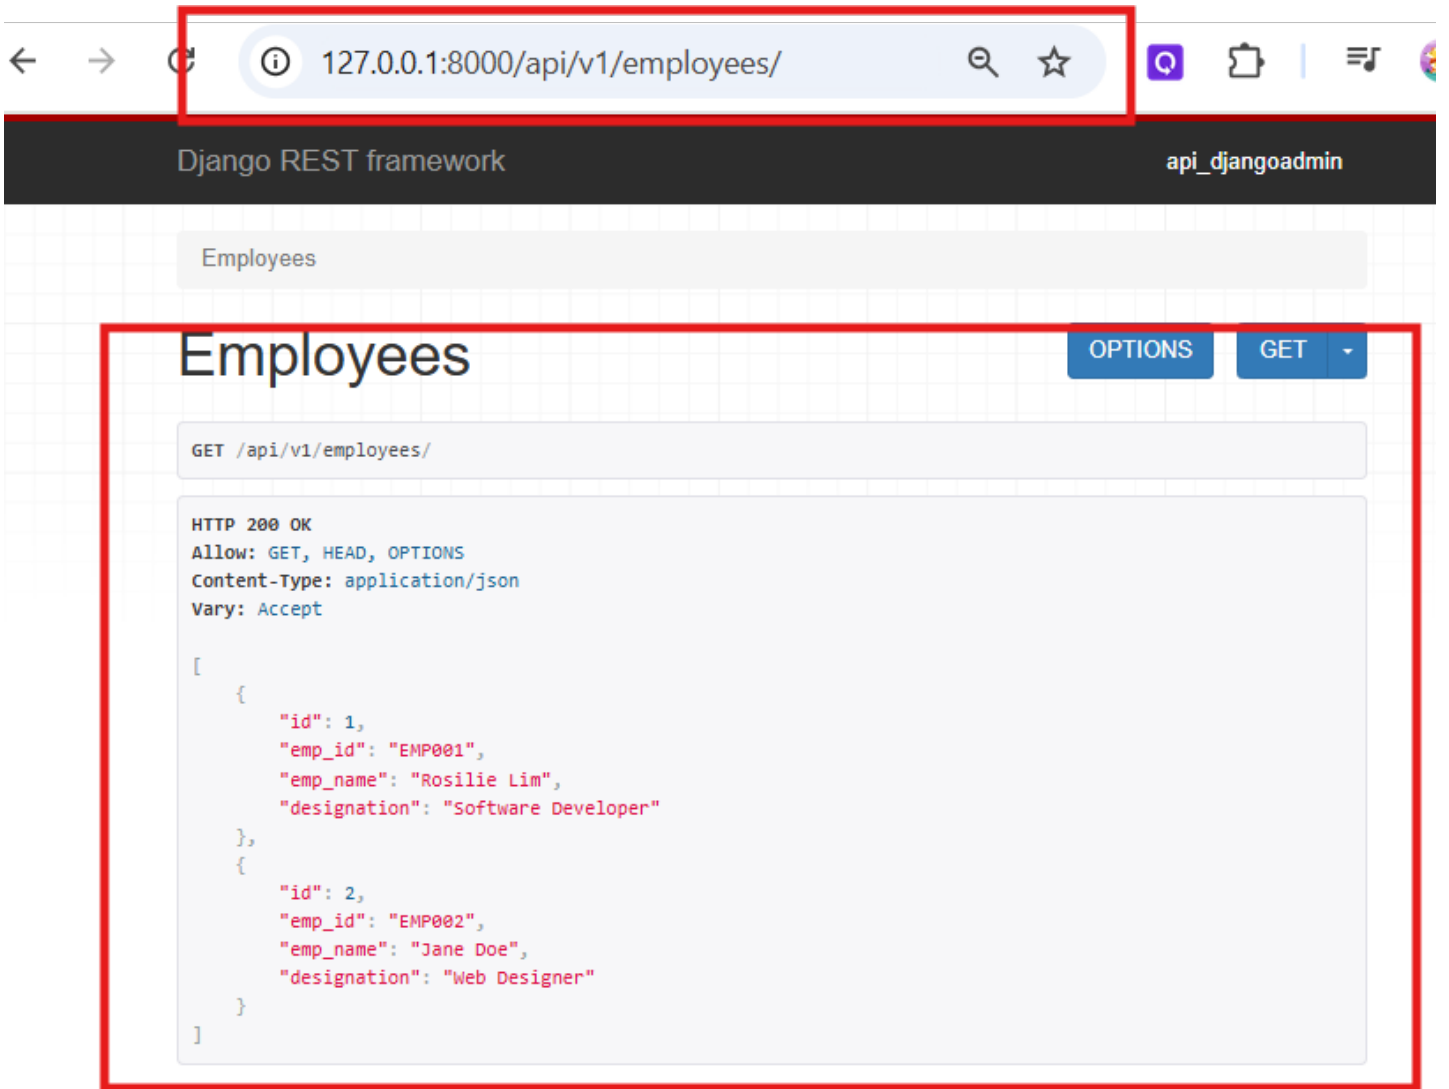 127.0.0.1:8000/api/v1/employees/
Django REST framework
api_djangoadmin
Employees
Employees
OPTIONS
GET
GET /api/v1/employees/
HTTP 200 OK
Allow: GET, HEAD, OPTIONS
Content-Type: application/json
Vary: Accept
[
    {
        "id": 1,
        "emp_id": "EMP001",
        "emp_name": "Rosilie Lim",
        "designation": "Software Developer"
    },
    {
        "id": 2,
        "emp_id": "EMP002",
        "emp_name": "Jane Doe",
        "designation": "Web Designer"
    }
]